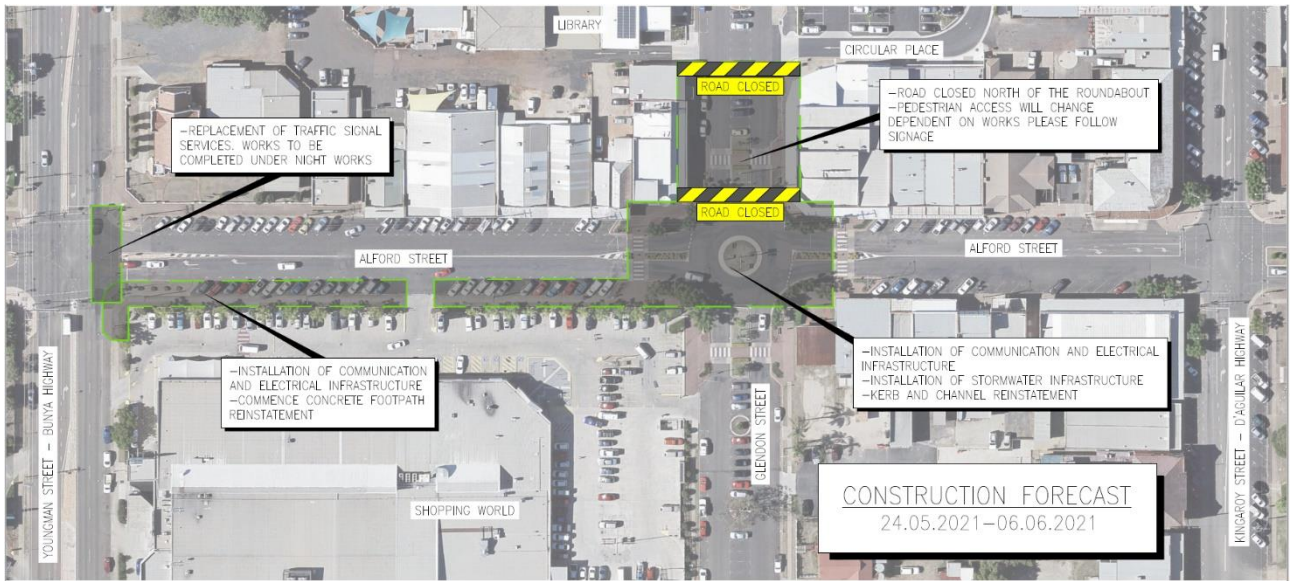 LIBRARY
CIRCULAR PLACE
ROAD CLOSED
-ROAD CLOSED NORTH OF THE ROUNDABOUT
-PEDESTRIAN ACCESS WILL CHANGE
DEPENDENT ON WORKS PLEASE FOLLOW
SIGNAGE
-REPLACEMENT OF TRAFFIC SIGNAL
SERVICES. WORKS TO BE
COMPLETED UNDER NIGHT WORKS
ROAD CLOSED
ALFORD STREET
ALFORD STREET
-INSTALLATION OF COMMUNICATION
AND ELECTRICAL INFRASTRUCTURE
-COMMENCE CONCRETE FOOTPATH
REINSTATEMENT
-INSTALLATION OF COMMUNICATION AND ELECTRICAL
INFRASTRUCTURE
-INSTALLATION OF STORMWATER INFRASTRUCTURE
-KERB AND CHANNEL REINSTATEMENT
YOUNGMAN STREET - BUNYA HIGHWAY
GLENDON STREET
KINGAROY STREET - D'AGUILAR HIGHWAY
SHOPPING WORLD
CONSTRUCTION FORECAST
24.05.2021-06.06.2021